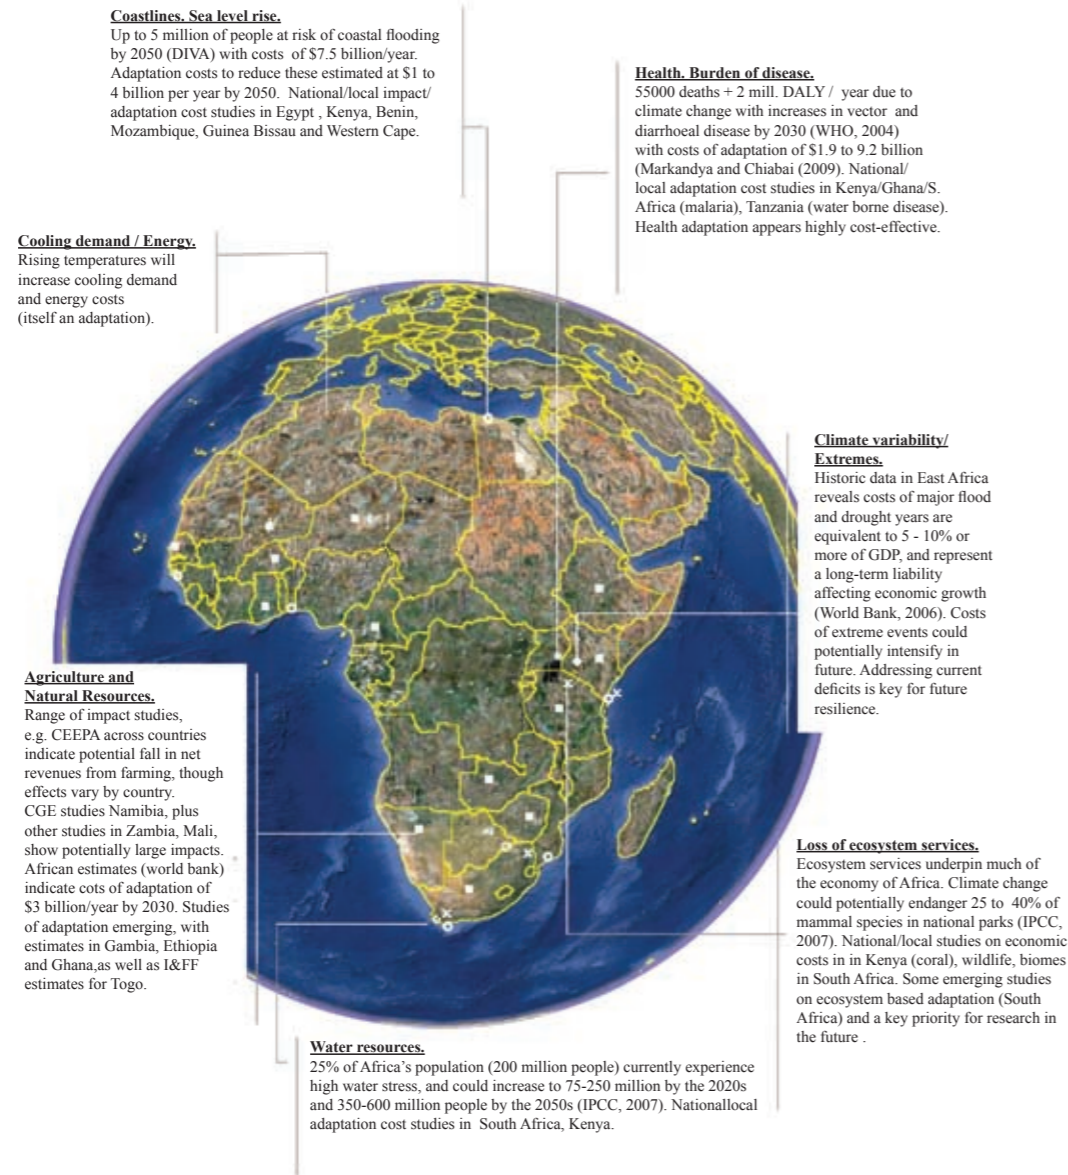 Coastlines. Sea level rise.
Up to 5 million of people at risk of coastal flooding
by 2050 (DIVA) with costs  of $7.5 billion/year.
Adaptation costs to reduce these estimated at $1 to
4 billion per year by 2050.  National/local impact/
adaptation cost studies in Egypt , Kenya, Benin,
Mozambique, Guinea Bissau and Western Cape.
Health. Burden of disease.
55000 deaths + 2 mill. DALY /  year due to
climate change with increases in vector  and
diarrhoeal disease by 2030 (WHO, 2004)
with costs of adaptation of $1.9 to 9.2 billion
(Markandya and Chiabai (2009). National/
local adaptation cost studies in Kenya/Ghana/S.
Africa (malaria), Tanzania (water borne disease).
Health adaptation appears highly cost-effective.
Cooling demand / Energy.
Rising temperatures will
increase cooling demand
and energy costs
(itself an adaptation).
Climate variability/
Extremes.
Historic data in East Africa
reveals costs of major flood
and drought years are
equivalent to 5 - 10% or
more of GDP, and represent
a long-term liability
affecting economic growth
(World Bank, 2006). Costs
of extreme events could
potentially intensify in
future. Addressing current
deficits is key for future
resilience.
Agriculture and
Natural Resources.
Range of impact studies,
e.g. CEEPA across countries
indicate potential fall in net
revenues from farming, though
effects vary by country.
CGE studies Namibia, plus
other studies in Zambia, Mali,
show potentially large impacts.
African estimates (world bank)
indicate cots of adaptation of
$3 billion/year by 2030. Studies
of adaptation emerging, with
estimates in Gambia, Ethiopia
and Ghana,as well as I&FF
estimates for Togo.
Loss of ecosystem services.
Ecosystem services underpin much of
the economy of Africa. Climate change
could potentially endanger 25 to  40% of
mammal species in national parks (IPCC,
2007). National/local studies on economic
costs in in Kenya (coral), wildlife, biomes
in South Africa. Some emerging studies
on ecosystem based adaptation (South
Africa) and a key priority for research in
the future .
Water resources.
25% of Africa's population (200 million people) currently experience
high water stress, and could increase to 75-250 million by the 2020s
and 350-600 million people by the 2050s (IPCC, 2007). Nationallocal
adaptation cost studies in  South Africa, Kenya.